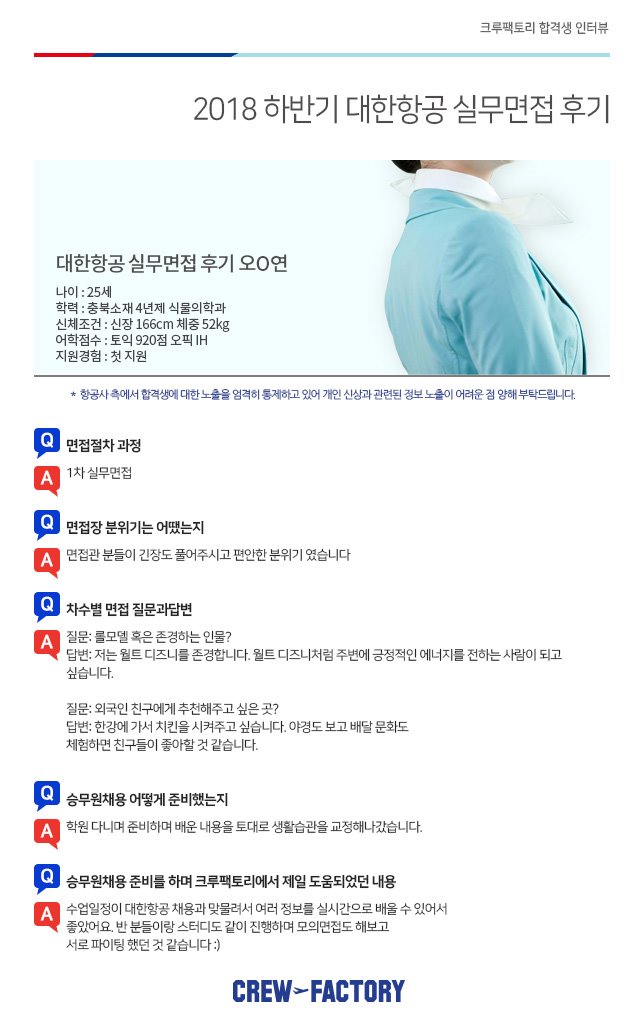 크루팩토리 합격생 인터뷰
2018 하반기 대한항공 실무면접 후기
대한항공 실무면접 후기 오O연
나이 : 25세
학력 : 충북소재 4년제 식물의학과
신체조건 : 신장 166cm 체중 52kg
어학점수 : 토익 920점 오픽 IH
지원경험 : 첫 지원
* 항공사 측에서 합격생에 대한 노출을 엄격히 통제하고 있어 개인 신상과 관련된 정보 노출이 어려운 점 양해 부탁드립니다.
Q 면접절차 과정
A 1차 실무면접
Q 면접장 분위기는 어땠는지
A 면접관 분들이 긴장도 풀어주시고 편안한 분위기 였습니다
Q 차수별 면접 질문과답변
A 질문: 롤모델 혹은 존경하는 인물?
답변: 저는 월트 디즈니를 존경합니다. 월트 디즈니처럼 주변에 긍정적인 에너지를 전하는 사람이 되고
싶습니다.
질문: 외국인 친구에게 추천해주고 싶은 곳?
답변: 한강에 가서 치킨을 시켜주고 싶습니다. 야경도 보고 배달 문화도
체험하면 친구들이 좋아할 것 같습니다.
Q 승무원채용 어떻게 준비했는지
A 학원 다니며 준비하며 배운 내용을 토대로 생활습관을 교정해나갔습니다.
Q 승무원채용 준비를 하며 크루팩토리에서 제일 도움되었던 내용
A 수업일정이 대한항공 채용과 맞물려서 여러 정보를 실시간으로 배울 수 있어서
좋았어요. 반 분들이랑 스터디도 같이 진행하며 모의면접도 해보고
서로 파이팅 했던 것 같습니다 :)
CREW FACTORY